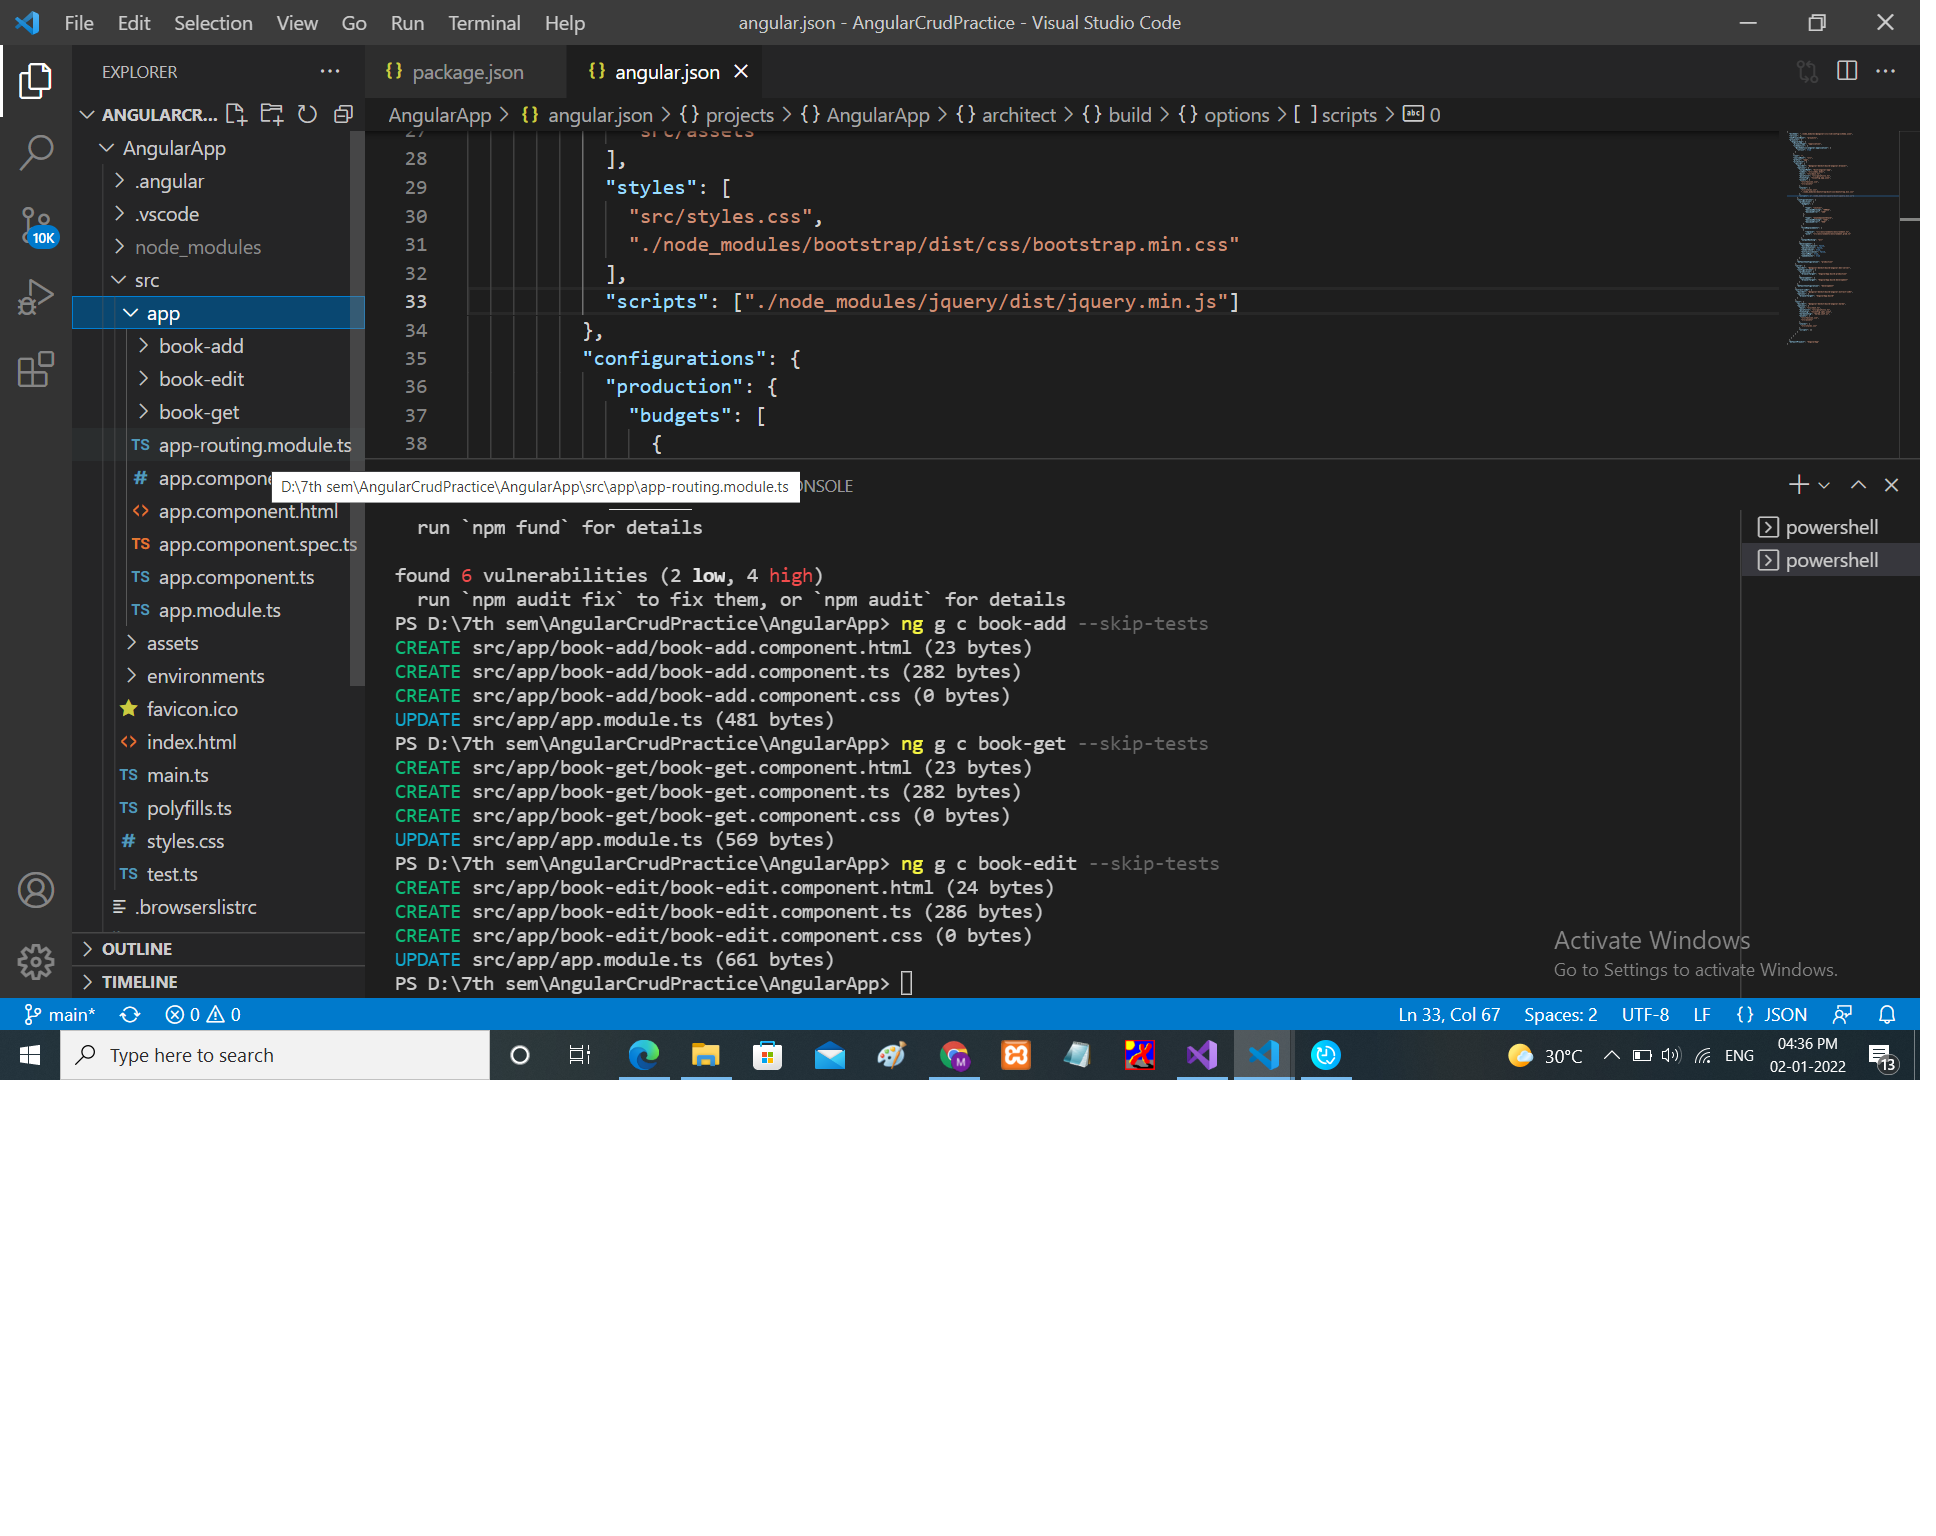 File Edit Selection View Go Run Terminal Help
angular.json - AngularCrudPractice - Visual Studio Code
EXPLORER
package.json
angular.json
ANGULARCR...
AngularApp
.angular
.vscode
node_modules
src
app
book-add
book-edit
book-get
TS app-routing.module.ts
# app.compone
<> app.component.html
TS app.component.spec.ts
TS app.component.ts
TS app.module.ts
assets
environments
favicon.ico
<> index.html
TS main.ts
TS polyfills.ts
# styles.css
TS test.ts
.browserslistrc
OUTLINE
TIMELINE
10K
AngularApp > {} angular.json > {} projects > {} AngularApp > {} architect > {} build > {} options > [ ] scripts > abc 0
27 src/assets
28 ],
29 "styles": [
30 "src/styles.css",
31 "./node_modules/bootstrap/dist/css/bootstrap.min.css"
32 ],
33 "scripts": ["./node_modules/jquery/dist/jquery.min.js"]
34 },
35 "configurations": {
36 "production": {
37 "budgets": [
38 {
D:\7th sem\AngularCrudPractice\AngularApp\src\app\app-routing.module.ts
ONSOLE
run `npm fund` for details
found 6 vulnerabilities (2 low, 4 high)
run `npm audit fix` to fix them, or `npm audit` for details
PS D:\7th sem\AngularCrudPractice\AngularApp> ng g c book-add --skip-tests
CREATE src/app/book-add/book-add.component.html (23 bytes)
CREATE src/app/book-add/book-add.component.ts (282 bytes)
CREATE src/app/book-add/book-add.component.css (0 bytes)
UPDATE src/app/app.module.ts (481 bytes)
PS D:\7th sem\AngularCrudPractice\AngularApp> ng g c book-get --skip-tests
CREATE src/app/book-get/book-get.component.html (23 bytes)
CREATE src/app/book-get/book-get.component.ts (282 bytes)
CREATE src/app/book-get/book-get.component.css (0 bytes)
UPDATE src/app/app.module.ts (569 bytes)
PS D:\7th sem\AngularCrudPractice\AngularApp> ng g c book-edit --skip-tests
CREATE src/app/book-edit/book-edit.component.html (24 bytes)
CREATE src/app/book-edit/book-edit.component.ts (286 bytes)
CREATE src/app/book-edit/book-edit.component.css (0 bytes)
UPDATE src/app/app.module.ts (661 bytes)
PS D:\7th sem\AngularCrudPractice\AngularApp>
powershell
powershell
Activate Windows
Go to Settings to activate Windows.
main* 0 0
Ln 33, Col 67 Spaces: 2 UTF-8 LF {} JSON
Type here to search
30°C ENG
04:36 PM
02-01-2022
13